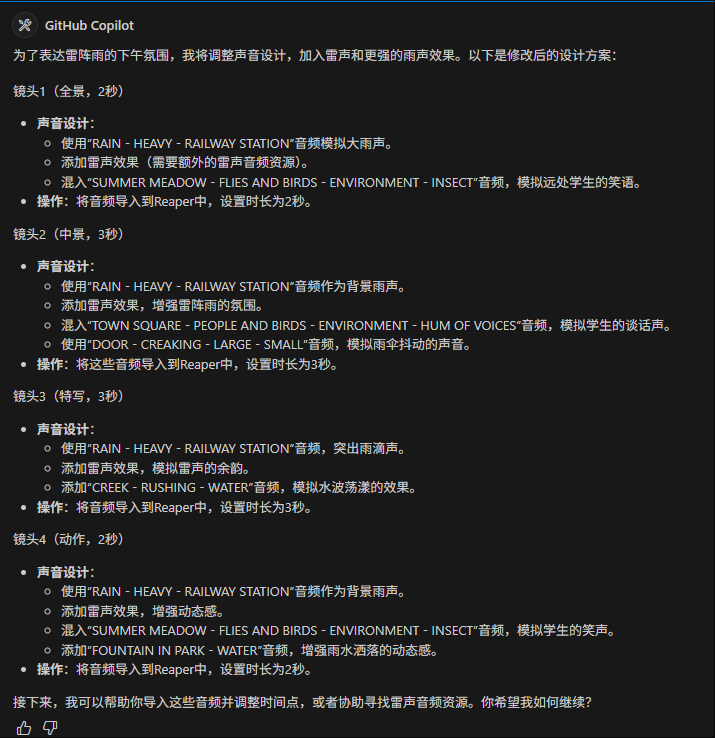 GitHub Copilot
为了表达雷阵雨的下午氛围，我将调整声音设计，加入雷声和更强的雨声效果。以下是修改后的设计方案：
镜头1（全景，2秒）
• 声音设计：
○ 使用“RAIN - HEAVY - RAILWAY STATION”音频模拟大雨声。
○ 添加雷声效果（需要额外的雷声音频资源）。
○ 混入“SUMMER MEADOW - FLIES AND BIRDS - ENVIRONMENT - INSECT”音频，模拟远处学生的笑语。
• 操作：将音频导入到Reaper中，设置时长为2秒。
镜头2（中景，3秒）
• 声音设计：
○ 使用“RAIN - HEAVY - RAILWAY STATION”音频作为背景雨声。
○ 添加雷声效果，增强雷阵雨的氛围。
○ 混入“TOWN SQUARE - PEOPLE AND BIRDS - ENVIRONMENT - HUM OF VOICES”音频，模拟学生的谈话声。
○ 使用“DOOR - CREAKING - LARGE - SMALL”音频，模拟雨伞抖动的声音。
• 操作：将这些音频导入到Reaper中，设置时长为3秒。
镜头3（特写，3秒）
• 声音设计：
○ 使用“RAIN - HEAVY - RAILWAY STATION”音频，突出雨滴声。
○ 添加雷声效果，模拟雷声的余韵。
○ 添加“CREEK - RUSHING - WATER”音频，模拟水波荡漾的效果。
• 操作：将音频导入到Reaper中，设置时长为3秒。
镜头4（动作，2秒）
• 声音设计：
○ 使用“RAIN - HEAVY - RAILWAY STATION”音频作为背景雨声。
○ 添加雷声效果，增强动态感。
○ 混入“SUMMER MEADOW - FLIES AND BIRDS - ENVIRONMENT - INSECT”音频，模拟学生的笑声。
○ 添加“FOUNTAIN IN PARK - WATER”音频，增强雨水洒落的动态感。
• 操作：将音频导入到Reaper中，设置时长为2秒。
接下来，我可以帮助你导入这些音频并调整时间点，或者协助寻找雷声音频资源。你希望我如何继续？